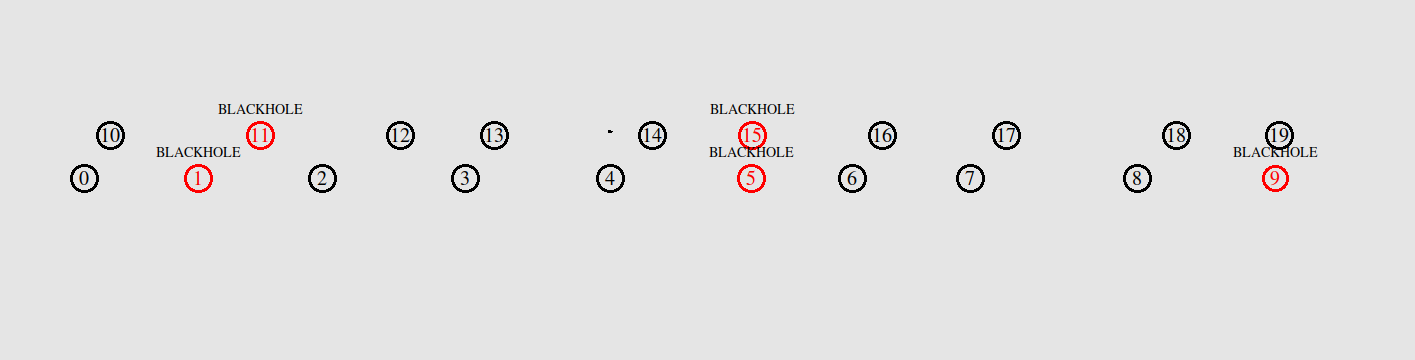 BLACKHOLE BLACKHOLE
10 11 12 13 14 15 16 17 18 19
BLACKHOLE BLACKHOLE BLACKHOLE
0 1 2 3 4 5 6 7 8 9